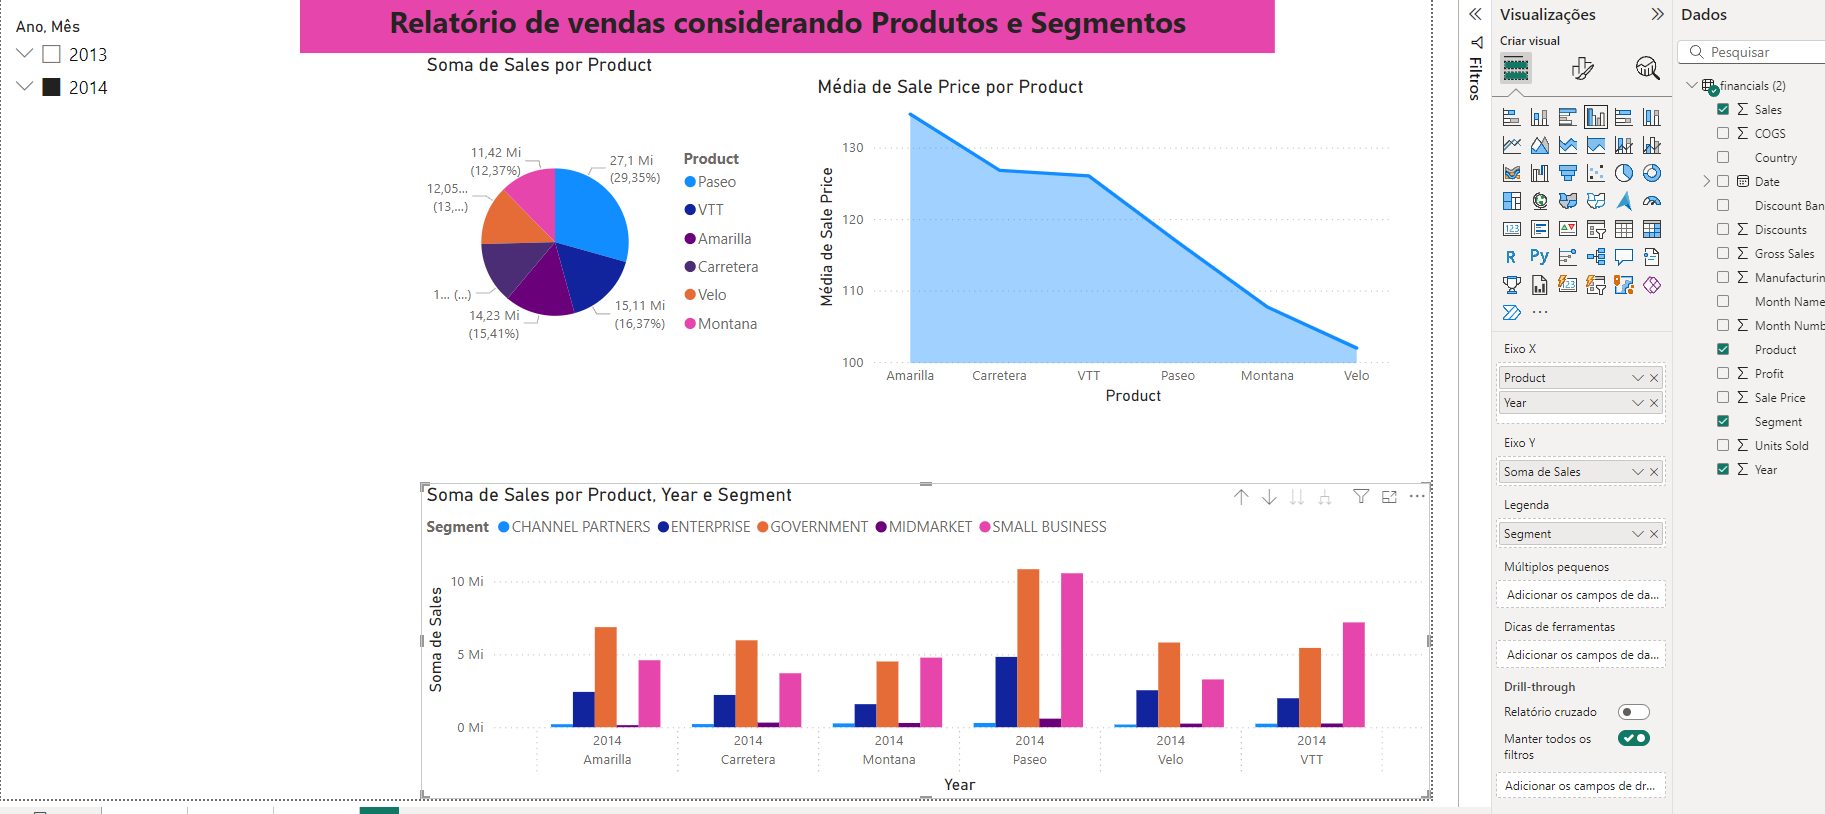 Relatório de vendas considerando Produtos e Segmentos
Ano, Mês
2013
2014
Soma de Sales por Product
11,42 Mi
(12,37%)
27,1 Mi
(29,35%)
12,05...
(13,...)
1... (...)
14,23 Mi
(15,41%)
15,11 Mi
(16,37%)
Product
Paseo
VTT
Amarilla
Carretera
Velo
Montana
Média de Sale Price por Product
Média de Sale Price
130
120
110
100
Amarilla Carretera VTT Paseo Montana Velo
Product
Soma de Sales por Product, Year e Segment
Segment CHANNEL PARTNERS ENTERPRISE GOVERNMENT MIDMARKET SMALL BUSINESS
Soma de Sales
10 Mi
5 Mi
0 Mi
2014 2014 2014 2014 2014 2014
Amarilla Carretera Montana Paseo Velo VTT
Year
Filtros
Visualizações
Criar visual
123
R Py
123
...
Eixo X
Product
Year
Eixo Y
Soma de Sales
Legenda
Segment
Múltiplos pequenos
Adicionar os campos de da...
Dicas de ferramentas
Adicionar os campos de da...
Drill-through
Relatório cruzado
Manter todos os
filtros
Adicionar os campos de dr...
Dados
Pesquisar
financials (2)
Sales
COGS
Country
Date
Discount Ban
Discounts
Gross Sales
Manufacturin
Month Name
Month Numb
Product
Profit
Sale Price
Segment
Units Sold
Year